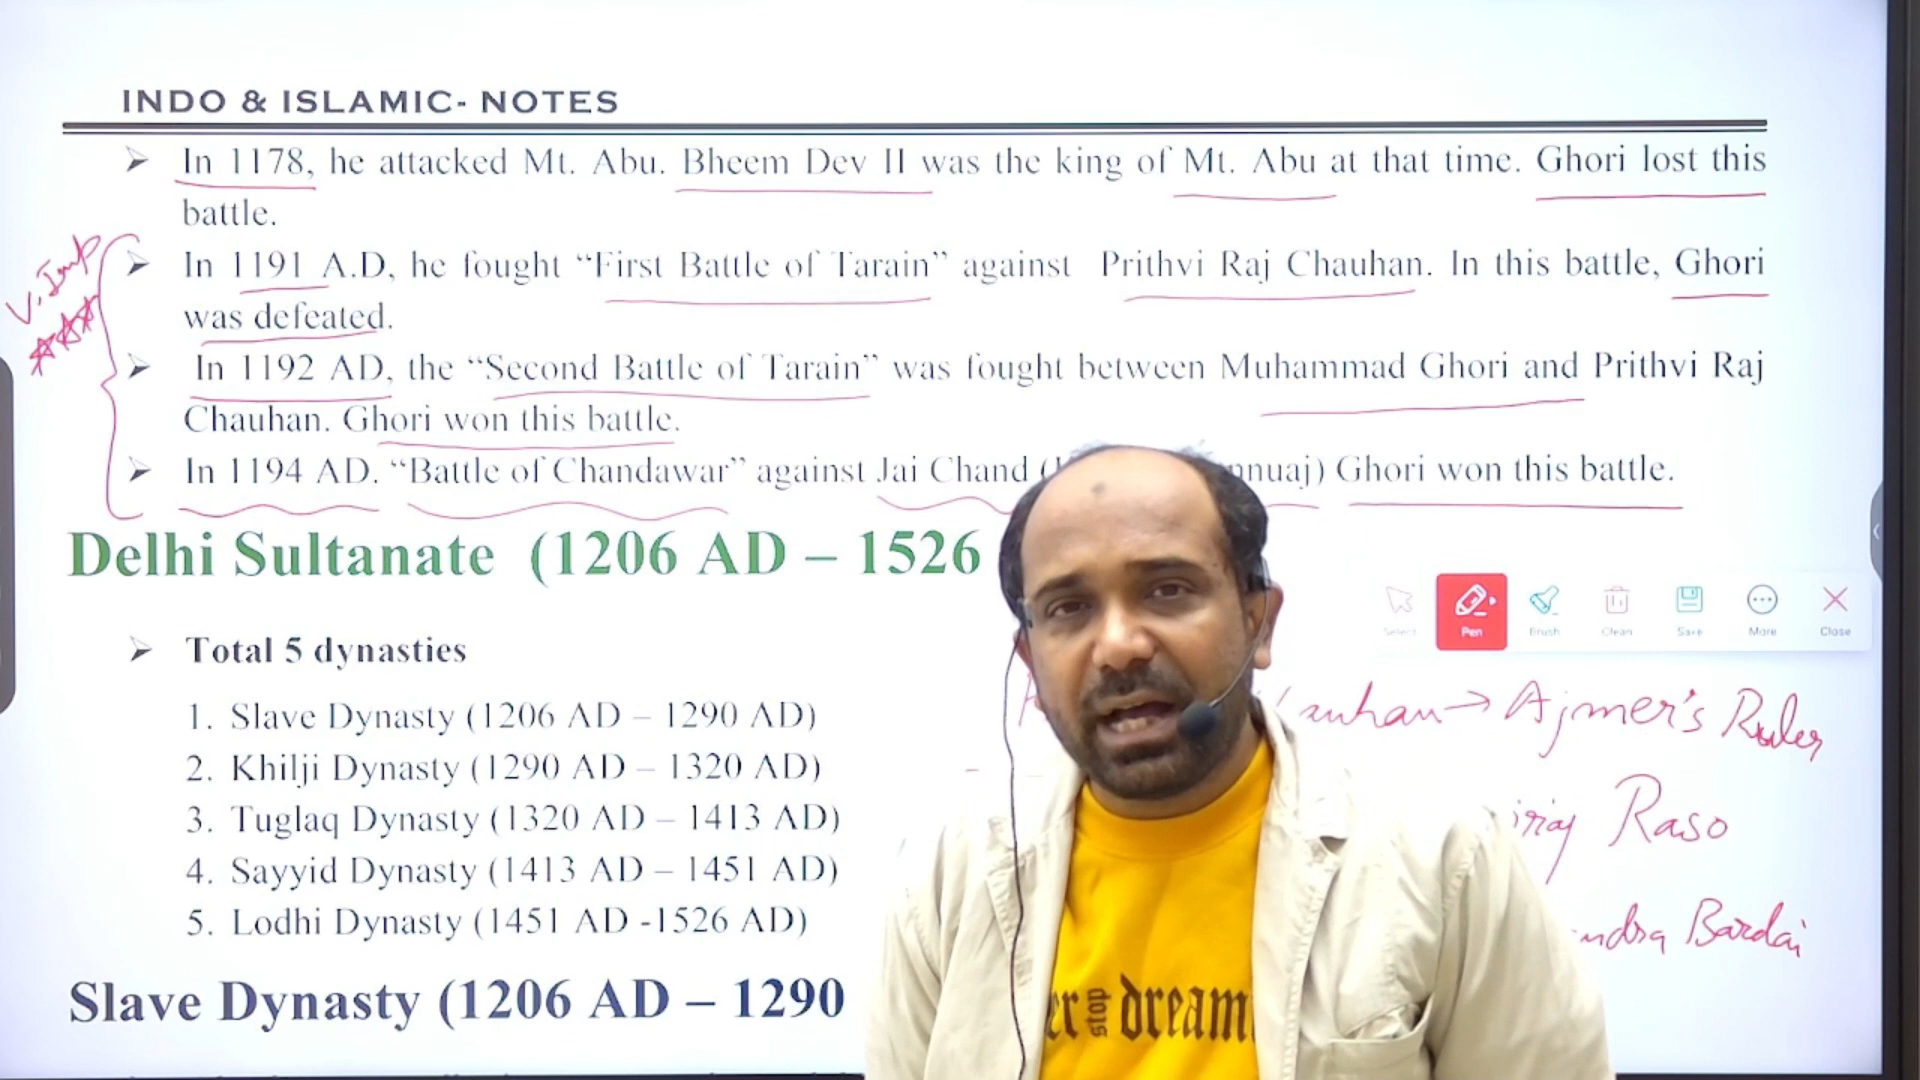 INDO & ISLAMIC- NOTES
➢ In 1178, he attacked Mt. Abu. Bheem Dev II was the king of Mt. Abu at that time. Ghori lost this
battle.
➢ In 1191 A.D, he fought “First Battle of Tarain” against Prithvi Raj Chauhan. In this battle, Ghori
was defeated.
➢ In 1192 AD, the “Second Battle of Tarain” was fought between Muhammad Ghori and Prithvi Raj
Chauhan. Ghori won this battle.
➢ In 1194 AD. “Battle of Chandawar” against Jai Chand ( nnuaj) Ghori won this battle.
V. Imp
Delhi Sultanate (1206 AD – 1526
➢ Total 5 dynasties
1. Slave Dynasty (1206 AD – 1290 AD)
2. Khilji Dynasty (1290 AD – 1320 AD)
3. Tuglaq Dynasty (1320 AD – 1413 AD)
4. Sayyid Dynasty (1413 AD – 1451 AD)
5. Lodhi Dynasty (1451 AD -1526 AD)
Slave Dynasty (1206 AD – 1290
Select Pen Brush Clean Save More Close
auhan → Ajmer's Ruler
Raso
Bardai
er stop dream